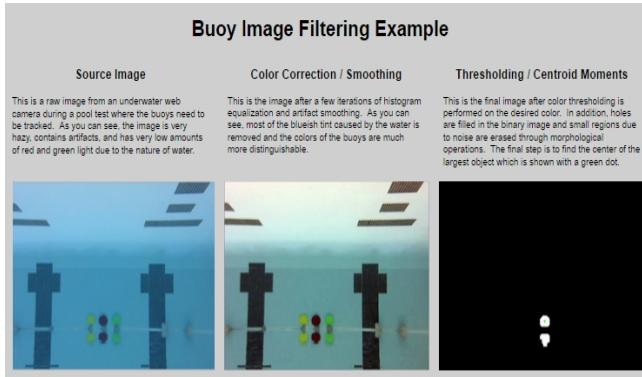 Buoy Image Filtering Example
Source Image
This is a raw image from an underwater web
camera during a pool test where the buoys need to
be tracked. As you can see, the image is very
hazy, contains artifacts, and has very low amounts
of red and green light due to the nature of water.
Color Correction / Smoothing
This is the image after a few iterations of histogram
equalization and artifact smoothing. As you can
see, most of the blueish tint caused by the water is
removed and the colors of the buoys are much
more distinguishable.
Thresholding / Centroid Moments
This is the final image after color thresholding is
performed on the desired color. In addition, holes
are filled in the binary image and small regions due
to noise are erased through morphological
operations. The final step is to find the center of the
largest object which is shown with a green dot.